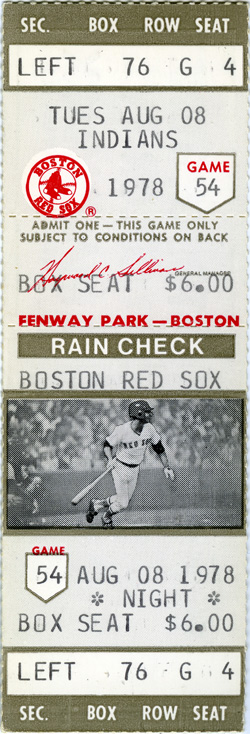 SEC. BOX ROW SEAT
LEFT 76 G 4
TUES AUG 08
INDIANS
BOSTON
RED SOX
®
1978
GAME
54
ADMIT ONE — THIS GAME ONLY
SUBJECT TO CONDITIONS ON BACK
GENERAL MANAGER
BOX SEAT $6.00
FENWAY PARK — BOSTON
RAIN CHECK
BOSTON RED SOX
RED SOX
GAME
54
AUG 08 1978
* NIGHT *
BOX SEAT $6.00
LEFT 76 G 4
SEC. BOX ROW SEAT